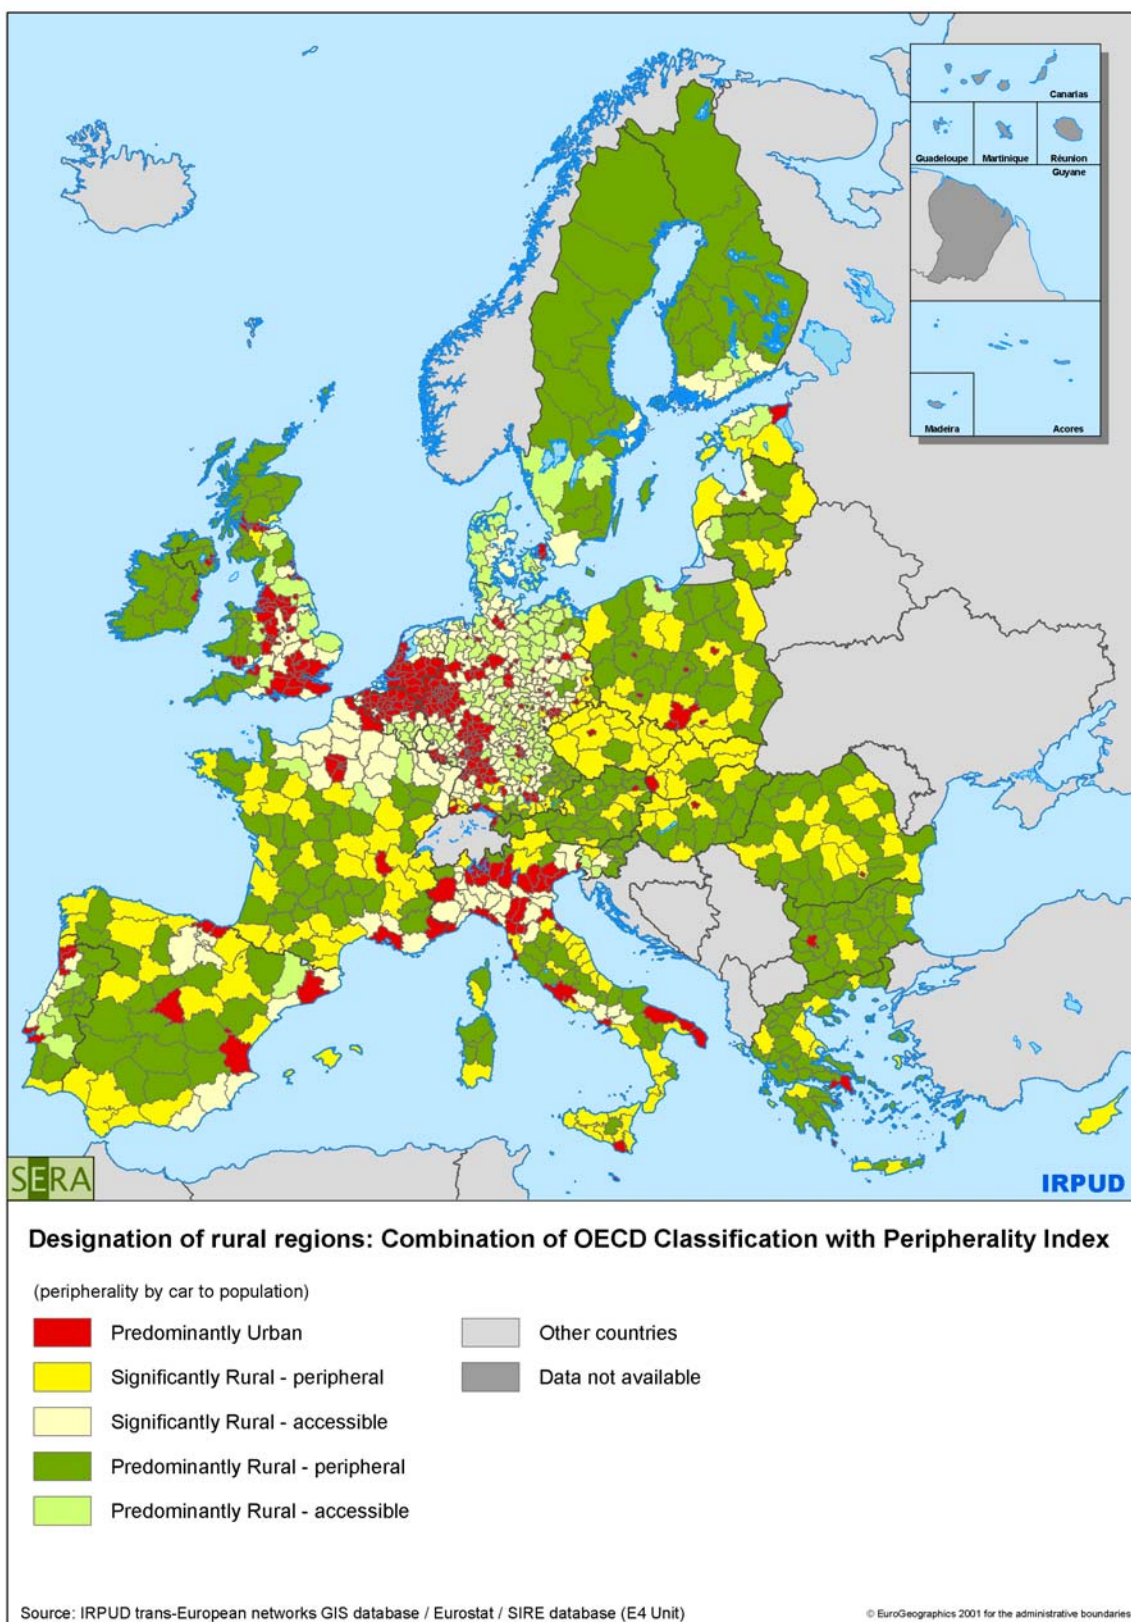 Canarias
Guadeloupe
Martinique
Réunion
Guyane
Madeira
Acores
SERA
IRPUD
Designation of rural regions: Combination of OECD Classification with Peripherality Index
(peripherality by car to population)
Predominantly Urban
Significantly Rural - peripheral
Significantly Rural - accessible
Predominantly Rural - peripheral
Predominantly Rural - accessible
Other countries
Data not available
Source: IRPUD trans-European networks GIS database / Eurostat / SIRE database (E4 Unit)
© EuroGeographics 2001 for the administrative boundaries